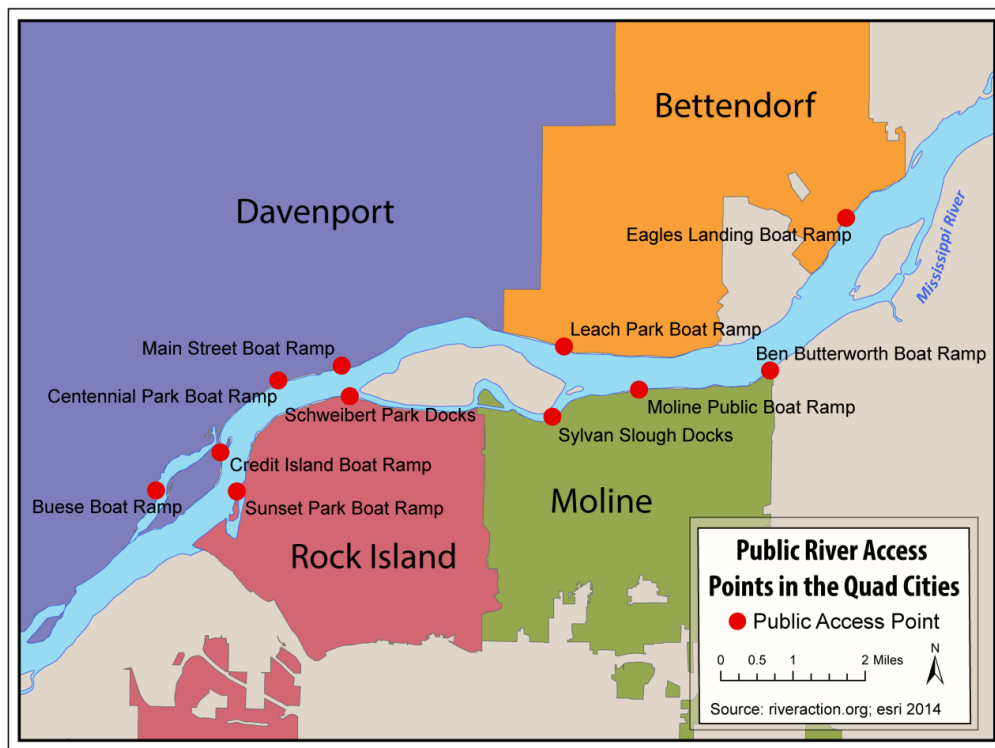 Bettendorf
Davenport
Eagles Landing Boat Ramp
Mississippi River
Leach Park Boat Ramp
Main Street Boat Ramp
Ben Butterworth Boat Ramp
Centennial Park Boat Ramp
Schweibert Park Docks
Moline Public Boat Ramp
Sylvan Slough Docks
Credit Island Boat Ramp
Buese Boat Ramp
Sunset Park Boat Ramp
Moline
Rock Island
Public River Access
Points in the Quad Cities
Public Access Point
0 0.5 1 2 Miles
N
Source: riveraction.org; esri 2014